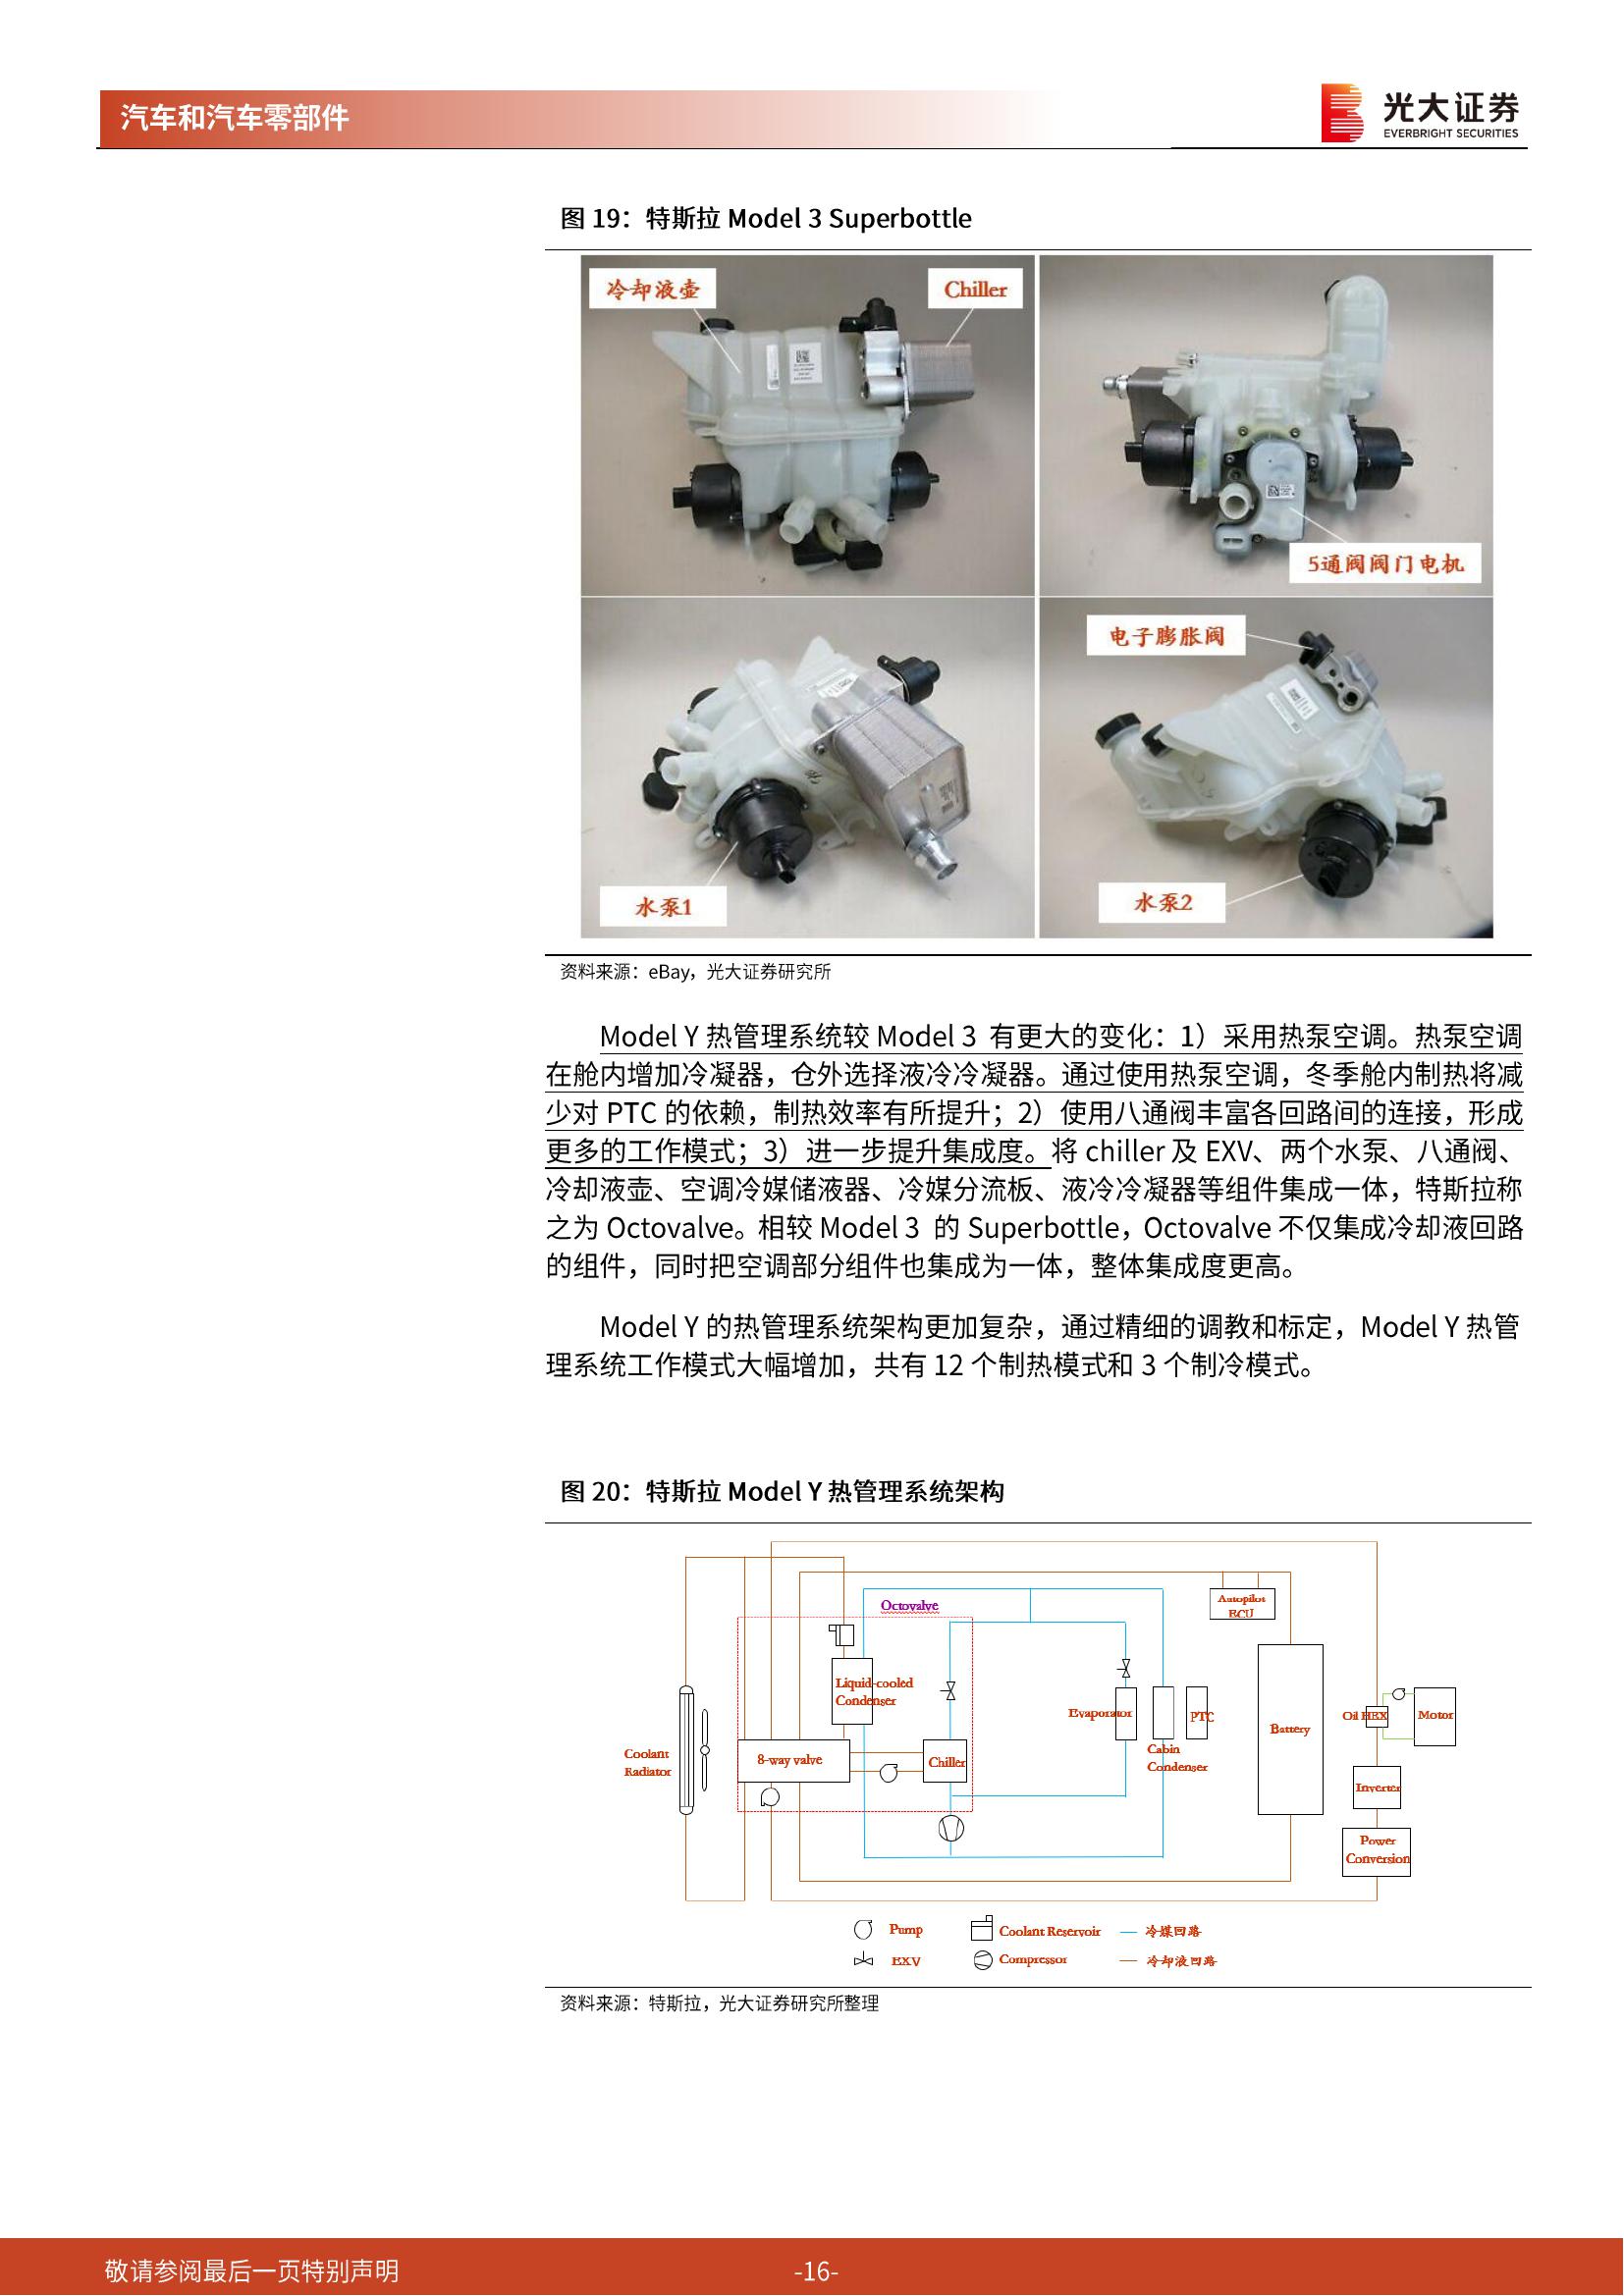 汽车和汽车零部件
光大证券
EVERBRIGHT SECURITIES
图 19：特斯拉 Model 3 Superbottle
冷却液壶
Chiller
5通阀阀门电机
电子膨胀阀
水泵1
水泵2
资料来源：eBay，光大证券研究所
Model Y 热管理系统较 Model 3 有更大的变化：1）采用热泵空调。热泵空调
在舱内增加冷凝器，仓外选择液冷冷凝器。通过使用热泵空调，冬季舱内制热将减
少对 PTC 的依赖，制热效率有所提升；2）使用八通阀丰富各回路间的连接，形成
更多的工作模式；3）进一步提升集成度。将 chiller 及 EXV、两个水泵、八通阀、
冷却液壶、空调冷媒储液器、冷媒分流板、液冷冷凝器等组件集成一体，特斯拉称
之为 Octovalve。相较 Model 3 的 Superbottle，Octovalve 不仅集成冷却液回路
的组件，同时把空调部分组件也集成为一体，整体集成度更高。
Model Y 的热管理系统架构更加复杂，通过精细的调教和标定，Model Y 热管
理系统工作模式大幅增加，共有 12 个制热模式和 3 个制冷模式。
图 20：特斯拉 Model Y 热管理系统架构
Octovalve
Autopilot
ECU
Liquid-cooled
Condenser
Evaporator
PTC
Cabin
Condenser
Battery
Oil HEX
Motor
Coolant
Radiator
8-way valve
Chiller
Inverter
Power
Conversion
Pump
Coolant Reservoir
冷媒回路
EXV
Compressor
冷却液回路
资料来源：特斯拉，光大证券研究所整理
敬请参阅最后一页特别声明
-16-